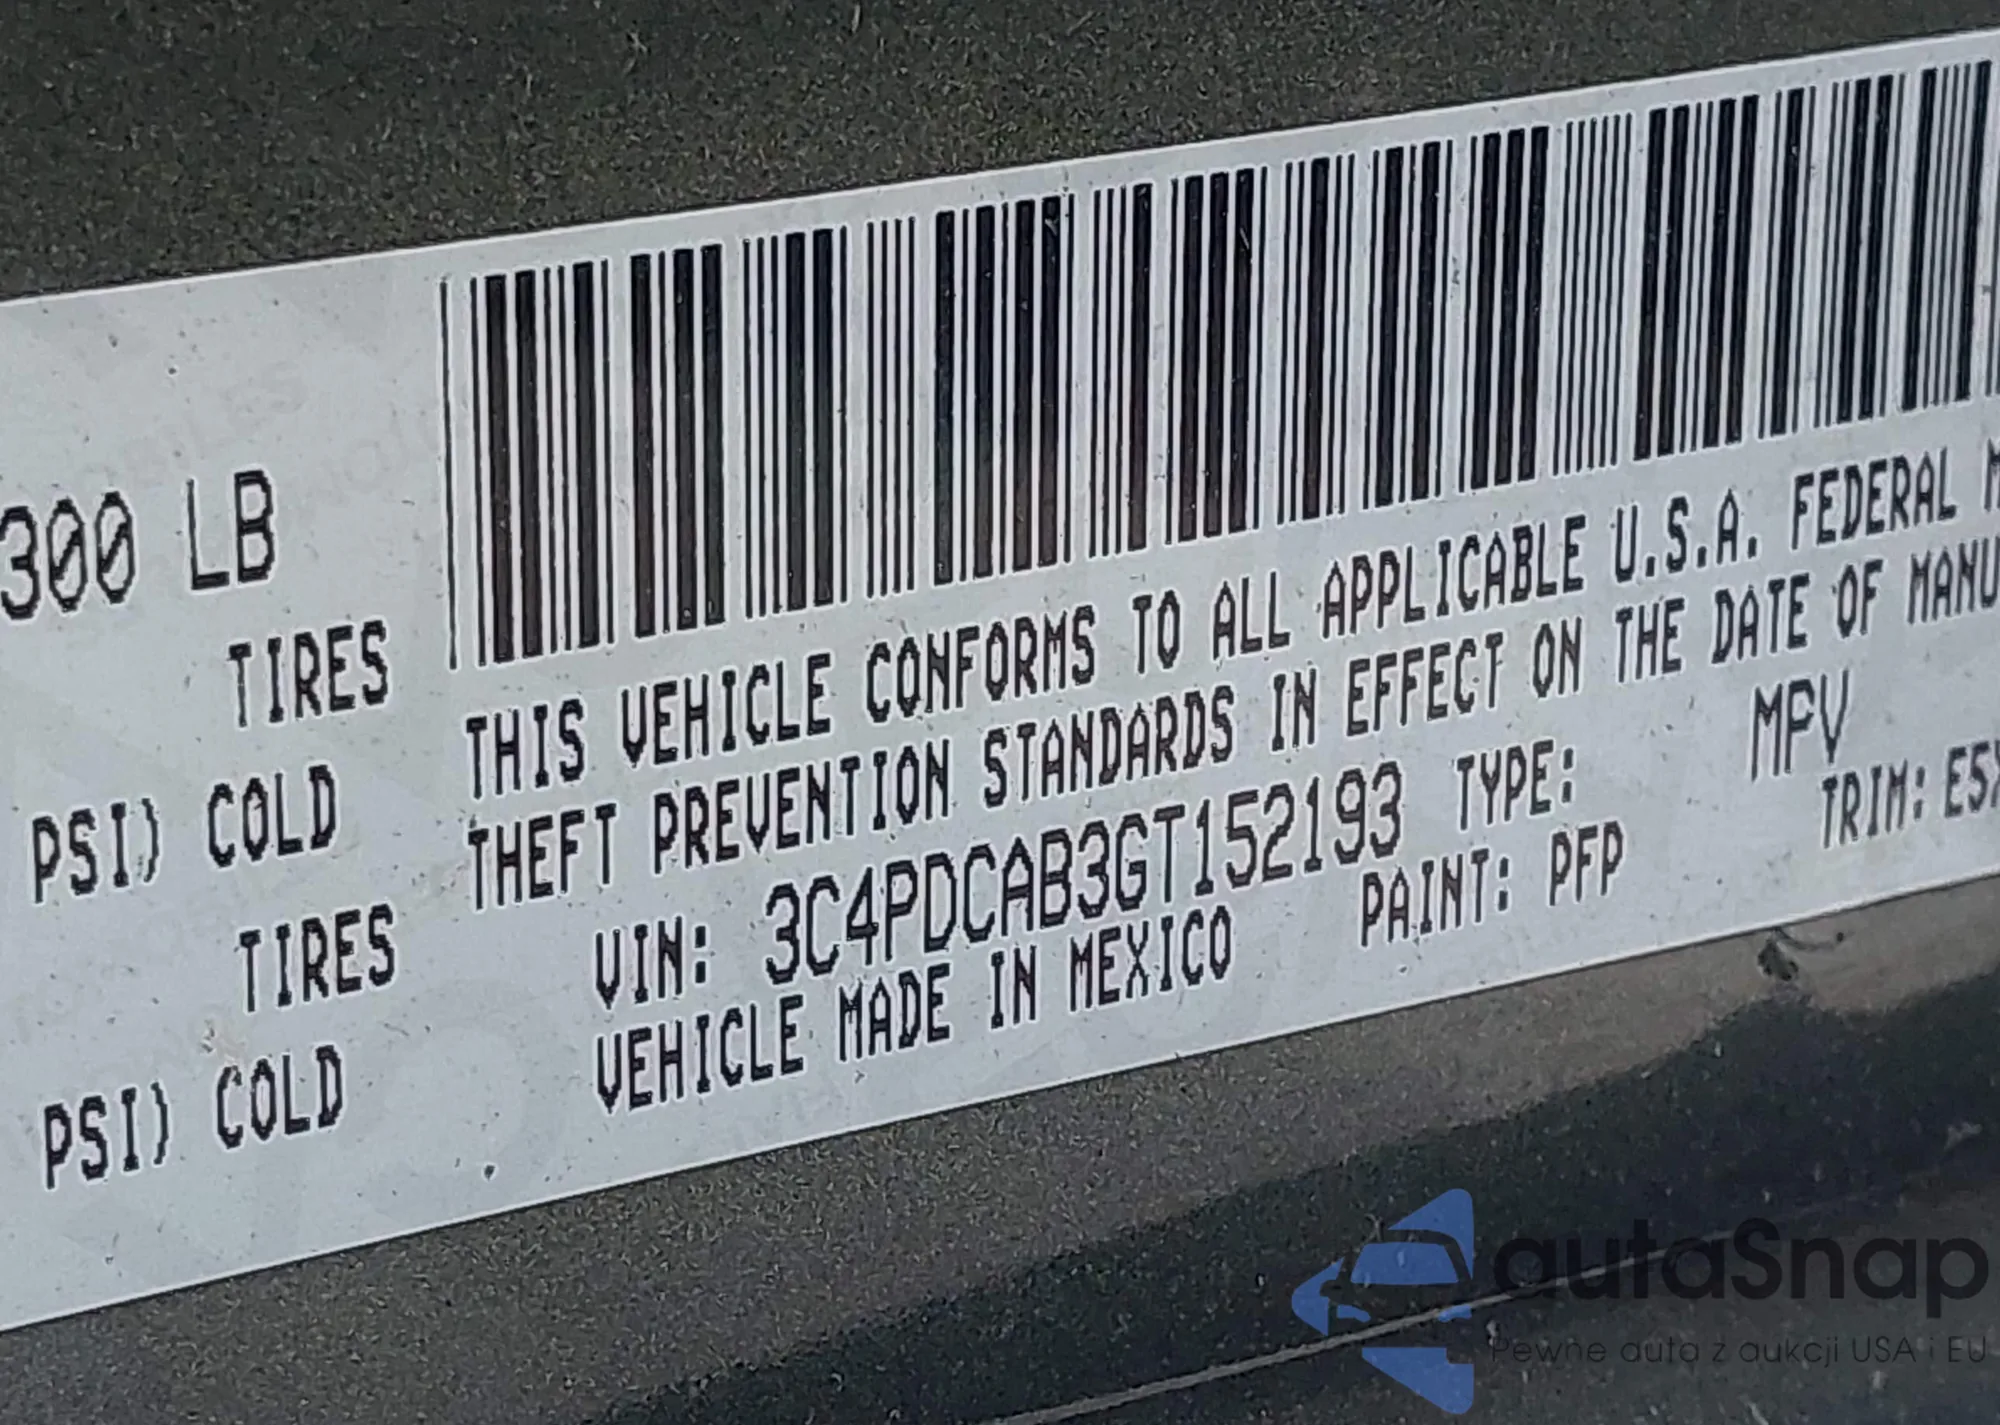 300 LB
TIRES
PSI) COLD
TIRES
PSI) COLD
THIS VEHICLE CONFORMS TO ALL APPLICABLE U.S.A. FEDERAL
THEFT PREVENTION STANDARDS IN EFFECT ON THE DATE OF MANU
VIN: 3C4PDCAB3GT152193 TYPE: MPV
VEHICLE MADE IN MEXICO PAINT: PFP TRIM: E5X
autaSnap
Pewne auta z aukcji USA i EU